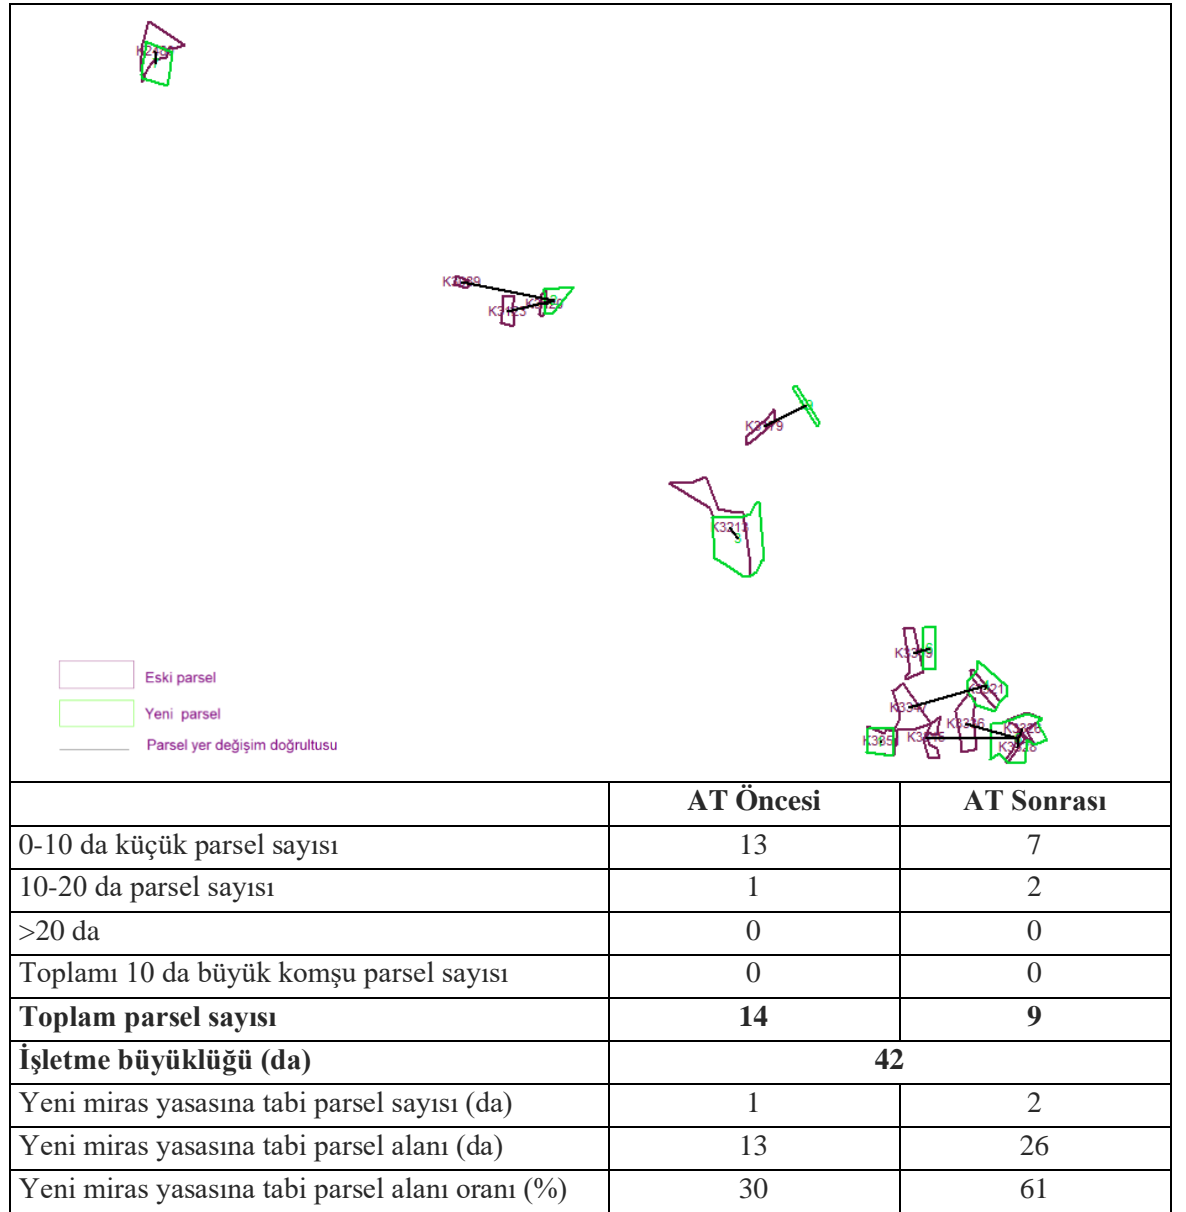 K3179
K3213
K3321
Eski parsel
Yeni parsel
Parsel yer değişim doğrultusu
AT Öncesi AT Sonrası
0-10 da küçük parsel sayısı 13 7
10-20 da parsel sayısı 1 2
>20 da 0 0
Toplamı 10 da büyük komşu parsel sayısı 0 0
Toplam parsel sayısı 14 9
İşletme büyüklüğü (da) 42
Yeni miras yasasına tabi parsel sayısı (da) 1 2
Yeni miras yasasına tabi parsel alanı (da) 13 26
Yeni miras yasasına tabi parsel alanı oranı (%) 30 61